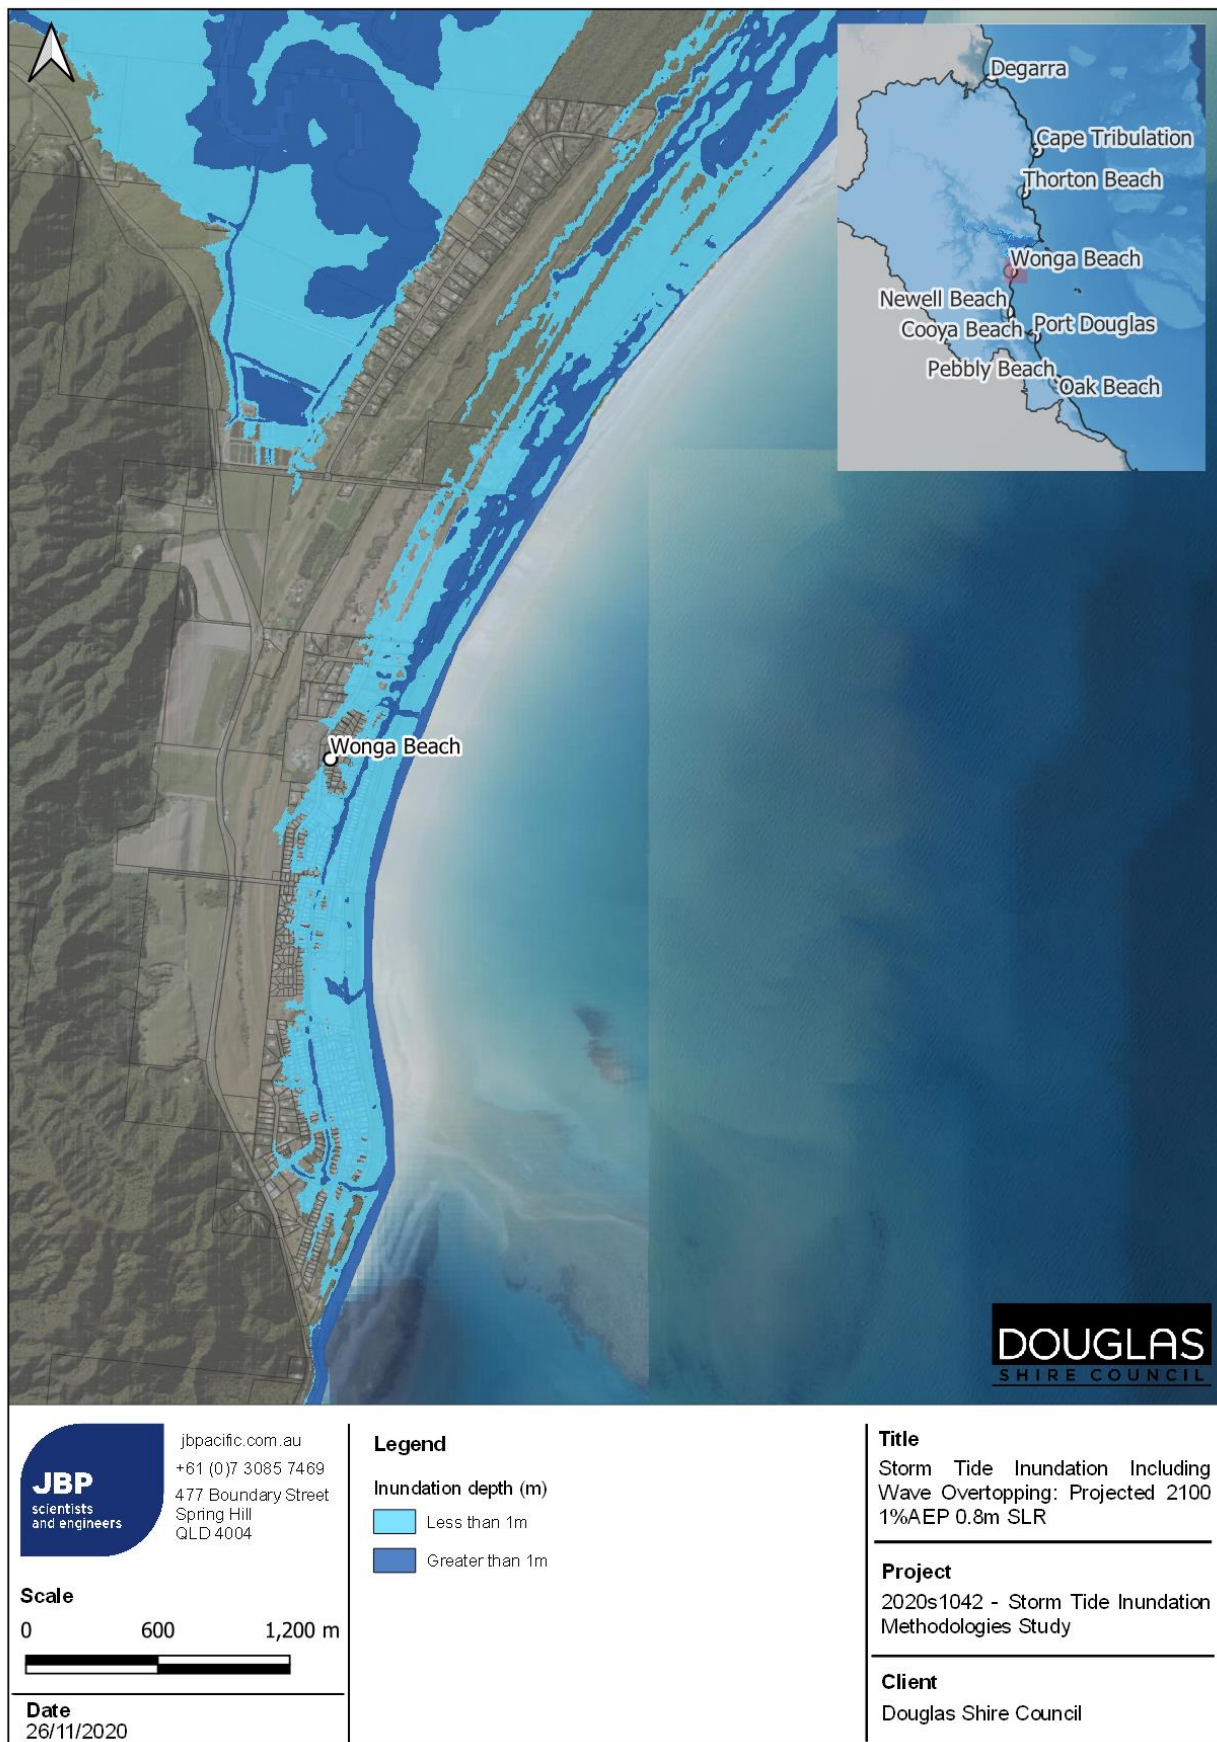 Degarra
Cape Tribulation
Thorton Beach
Wonga Beach
Newell Beach
Cooya Beach
Port Douglas
Pebbly Beach
Oak Beach
Wonga Beach
DOUGLAS
SHIRE COUNCIL
JBP
scientists
and engineers
jbpacific.com.au
+61 (0)7 3085 7469
477 Boundary Street
Spring Hill
QLD 4004
Scale
0 600 1,200 m
Date
26/11/2020
Legend
Inundation depth (m)
Less than 1m
Greater than 1m
Title
Storm Tide Inundation Including
Wave Overtopping: Projected 2100
1%AEP 0.8m SLR
Project
2020s1042 - Storm Tide Inundation
Methodologies Study
Client
Douglas Shire Council